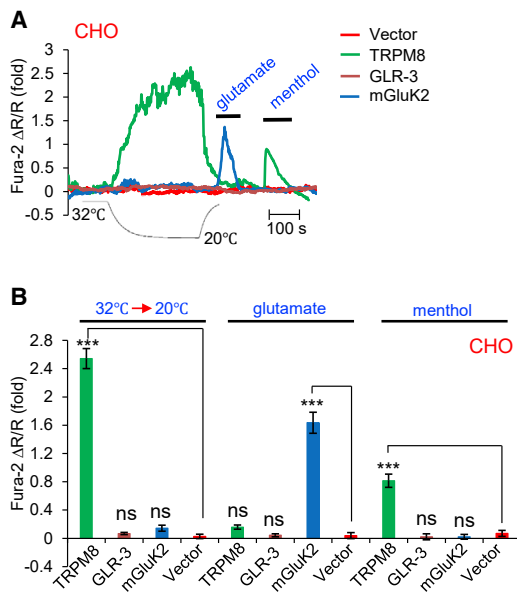 A
CHO
Vector
TRPM8
GLR-3
mGluK2
Fura-2 ΔR/R (fold)
3
2.5
2
1.5
1
0.5
0
-0.5
glutamate
menthol
32℃
20℃
100 s
B
32℃ → 20℃
glutamate
menthol
CHO
Fura-2 ΔR/R (fold)
2.8
2.4
2.0
1.6
1.2
0.8
0.4
0
-0.4
***
ns
ns
ns
ns
***
***
ns
ns
TRPM8
GLR-3
mGluK2
Vector
TRPM8
GLR-3
mGluK2
Vector
TRPM8
GLR-3
mGluK2
Vector